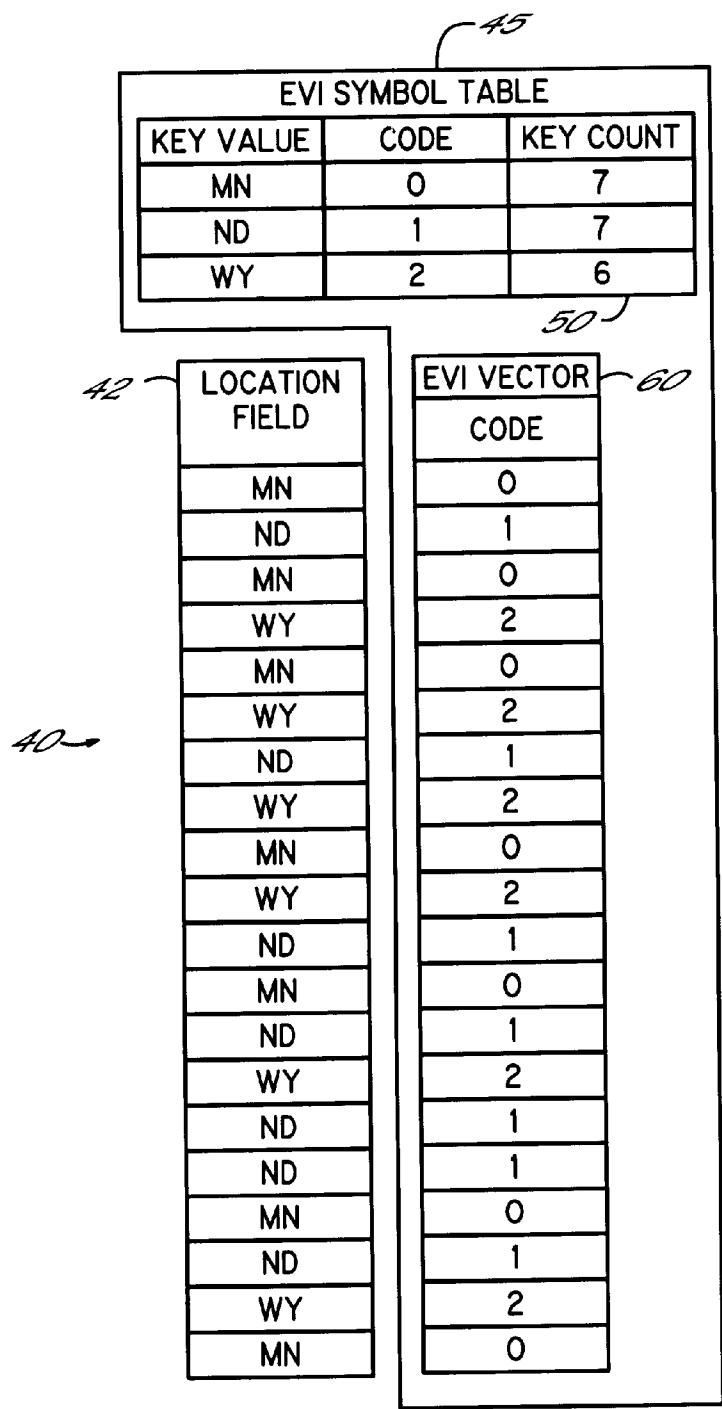 45
EVI SYMBOL TABLE
KEY VALUE CODE KEY COUNT
MN 0 7
ND 1 7
WY 2 6
50
42 LOCATION FIELD EVI VECTOR 60
CODE
MN 0
ND 1
MN 0
WY 2
MN 0
WY 2
40 ND 1
WY 2
MN 0
WY 2
ND 1
MN 0
ND 1
WY 2
ND 1
ND 1
MN 0
ND 1
WY 2
MN 0